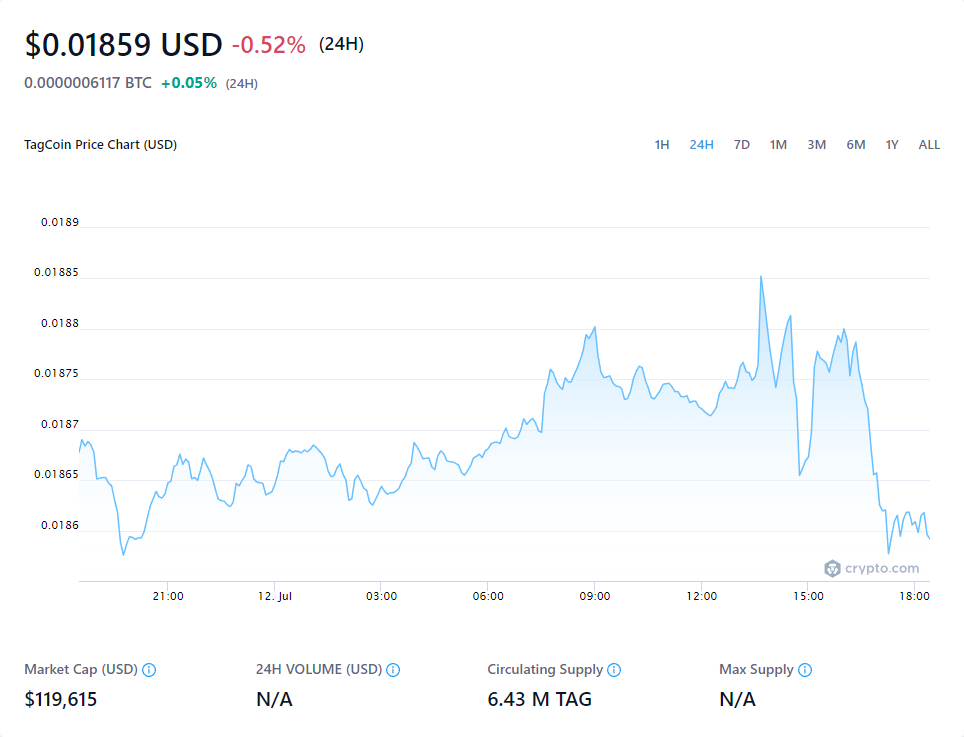 $0.01859 USD -0.52% (24H)
0.0000006117 BTC +0.05% (24H)
TagCoin Price Chart (USD) 1H 24H 7D 1M 3M 6M 1Y ALL
0.0189
0.01885
0.0188
0.01875
0.0187
0.01865
0.0186
crypto.com
21:00 12. Jul 03:00 06:00 09:00 12:00 15:00 18:00
Market Cap (USD) 24H VOLUME (USD) Circulating Supply Max Supply
$119,615 N/A 6.43 M TAG N/A